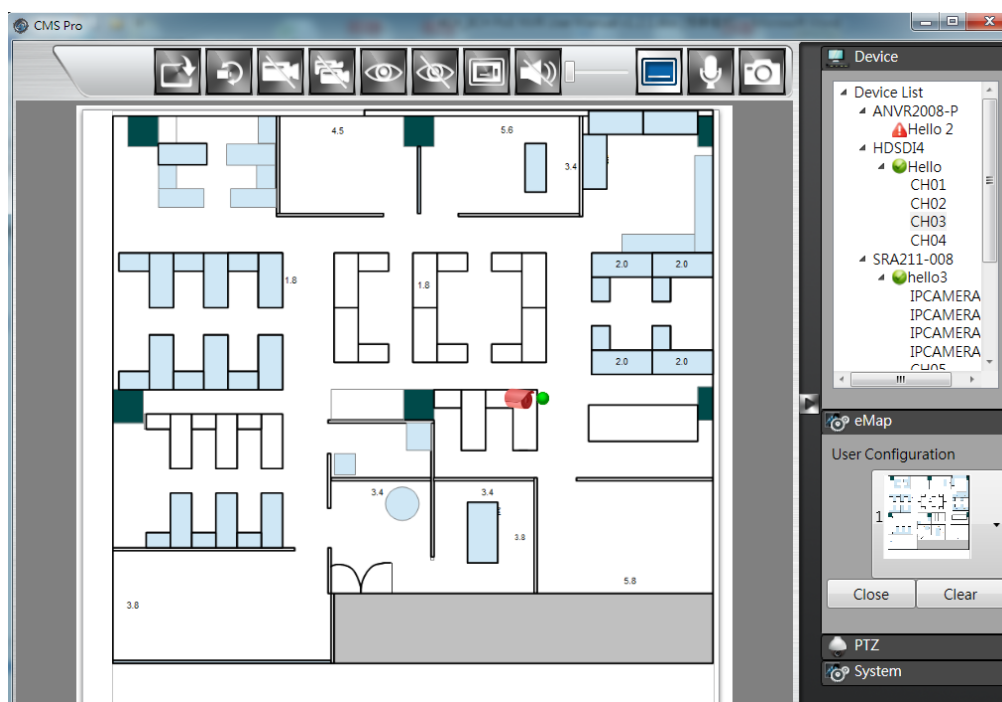 CMS Pro
Device
Device List
ANVR2008-P
Hello 2
HDSDI4
Hello
CH01
CH02
CH03
CH04
SRA211-008
hello3
IPCAMERA
IPCAMERA
IPCAMERA
IPCAMERA
CH05
eMap
User Configuration
1
Close
Clear
PTZ
System
4.5
5.6
3.4
1.8
1.8
2.0
2.0
2.0
2.0
3.4
3.4
3.8
5.8
3.8